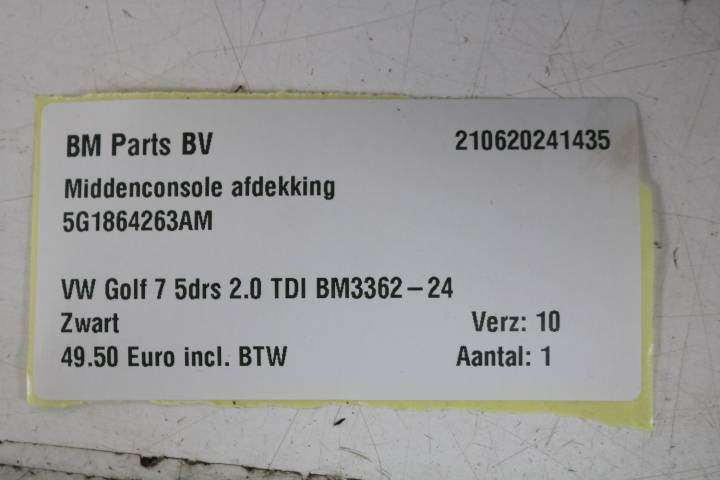 BM Parts BV 210620241435
Middenconsole afdekking
5G1864263AM
VW Golf 7 5drs 2.0 TDI BM3362-24
Zwart Verz: 10
49.50 Euro incl. BTW Aantal: 1